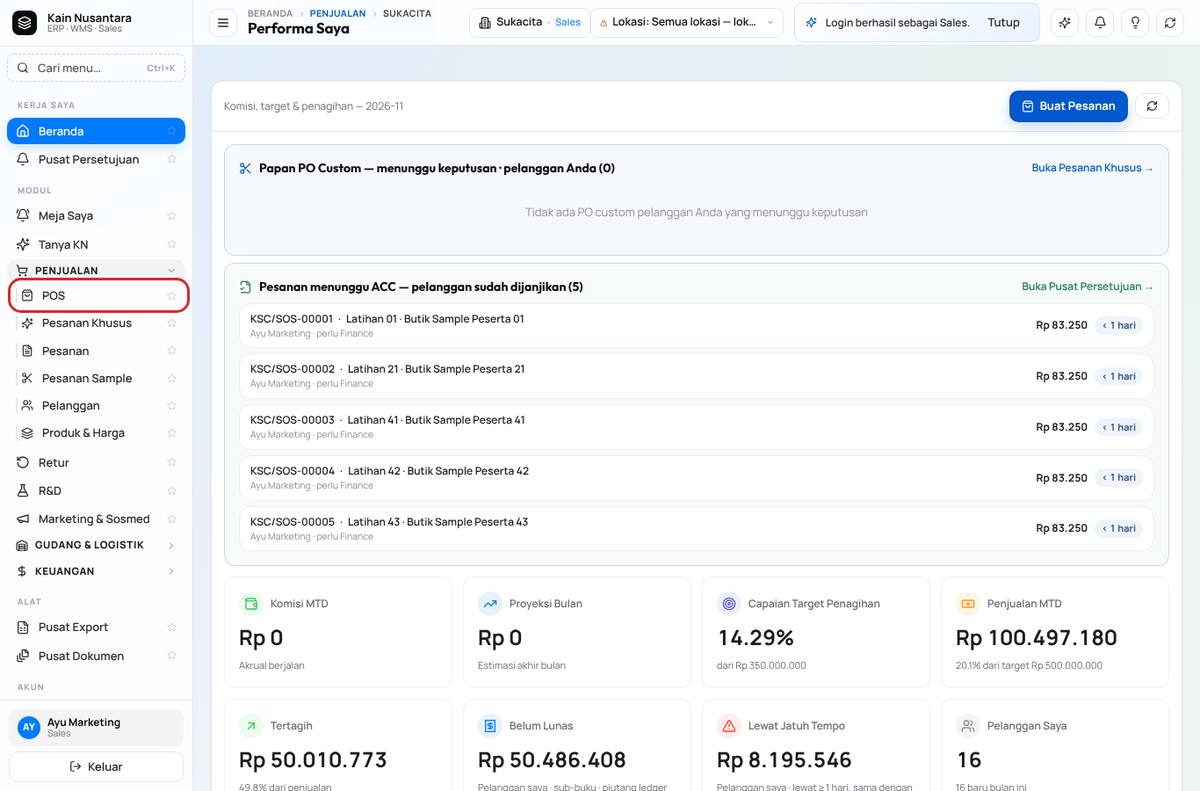 Kain Nusantara
ERP · WMS · Sales
Cari menu...
Ctrl+K
KERJA SAYA
Beranda
Pusat Persetujuan
MODUL
Meja Saya
Tanya KN
PENJUALAN
POS
Pesanan Khusus
Pesanan
Pesanan Sample
Pelanggan
Produk & Harga
Retur
R&D
Marketing & Sosmed
GUDANG & LOGISTIK
KEUANGAN
ALAT
Pusat Export
Pusat Dokumen
AKUN
AY
Ayu Marketing
Sales
Keluar
BERANDA › PENJUALAN › SUKACITA
Performa Saya
Sukacita · Sales
Lokasi: Semua lokasi — lok...
Login berhasil sebagai Sales.
Tutup
Komisi, target & penagihan — 2026-11
Buat Pesanan
Papan PO Custom — menunggu keputusan · pelanggan Anda (0)
Buka Pesanan Khusus →
Tidak ada PO custom pelanggan Anda yang menunggu keputusan
Pesanan menunggu ACC — pelanggan sudah dijanjikan (5)
Buka Pusat Persetujuan →
KSC/SOS-00001 · Latihan 01 · Butik Sample Peserta 01
Ayu Marketing · perlu Finance
Rp 83.250
< 1 hari
KSC/SOS-00002 · Latihan 21 · Butik Sample Peserta 21
Ayu Marketing · perlu Finance
Rp 83.250
< 1 hari
KSC/SOS-00003 · Latihan 41 · Butik Sample Peserta 41
Ayu Marketing · perlu Finance
Rp 83.250
< 1 hari
KSC/SOS-00004 · Latihan 42 · Butik Sample Peserta 42
Ayu Marketing · perlu Finance
Rp 83.250
< 1 hari
KSC/SOS-00005 · Latihan 43 · Butik Sample Peserta 43
Ayu Marketing · perlu Finance
Rp 83.250
< 1 hari
Komisi MTD
Rp 0
Akrual berjalan
Proyeksi Bulan
Rp 0
Estimasi akhir bulan
Capaian Target Penagihan
14.29%
dari Rp 350.000.000
Penjualan MTD
Rp 100.497.180
20.1% dari target Rp 500.000.000
Tertagih
Rp 50.010.773
49.8% dari penjualan
Belum Lunas
Rp 50.486.408
Pelanggan saya · sub-buku · piutang ledger
Lewat Jatuh Tempo
Rp 8.195.546
Pelanggan saya · lewat ≥ 1 hari, sama dengan
Pelanggan Saya
16
16 baru bulan ini